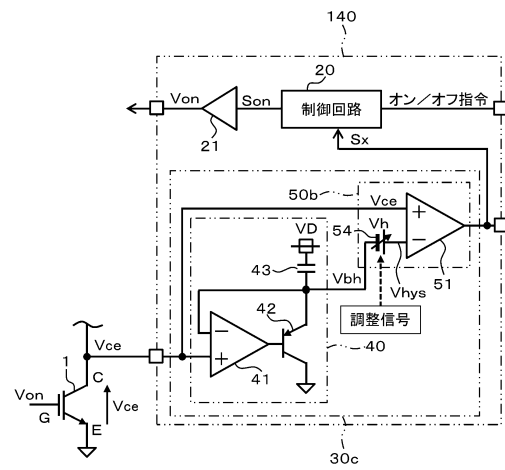 140
20
Von
Son
制御回路
オン／オフ指令
21
Sx
50b
Vce
54
Vh
VD
43
Vbh
Vhys
51
調整信号
42
40
41
Vce
1
C
Von
G
E
Vce
30c
+
−
−
+